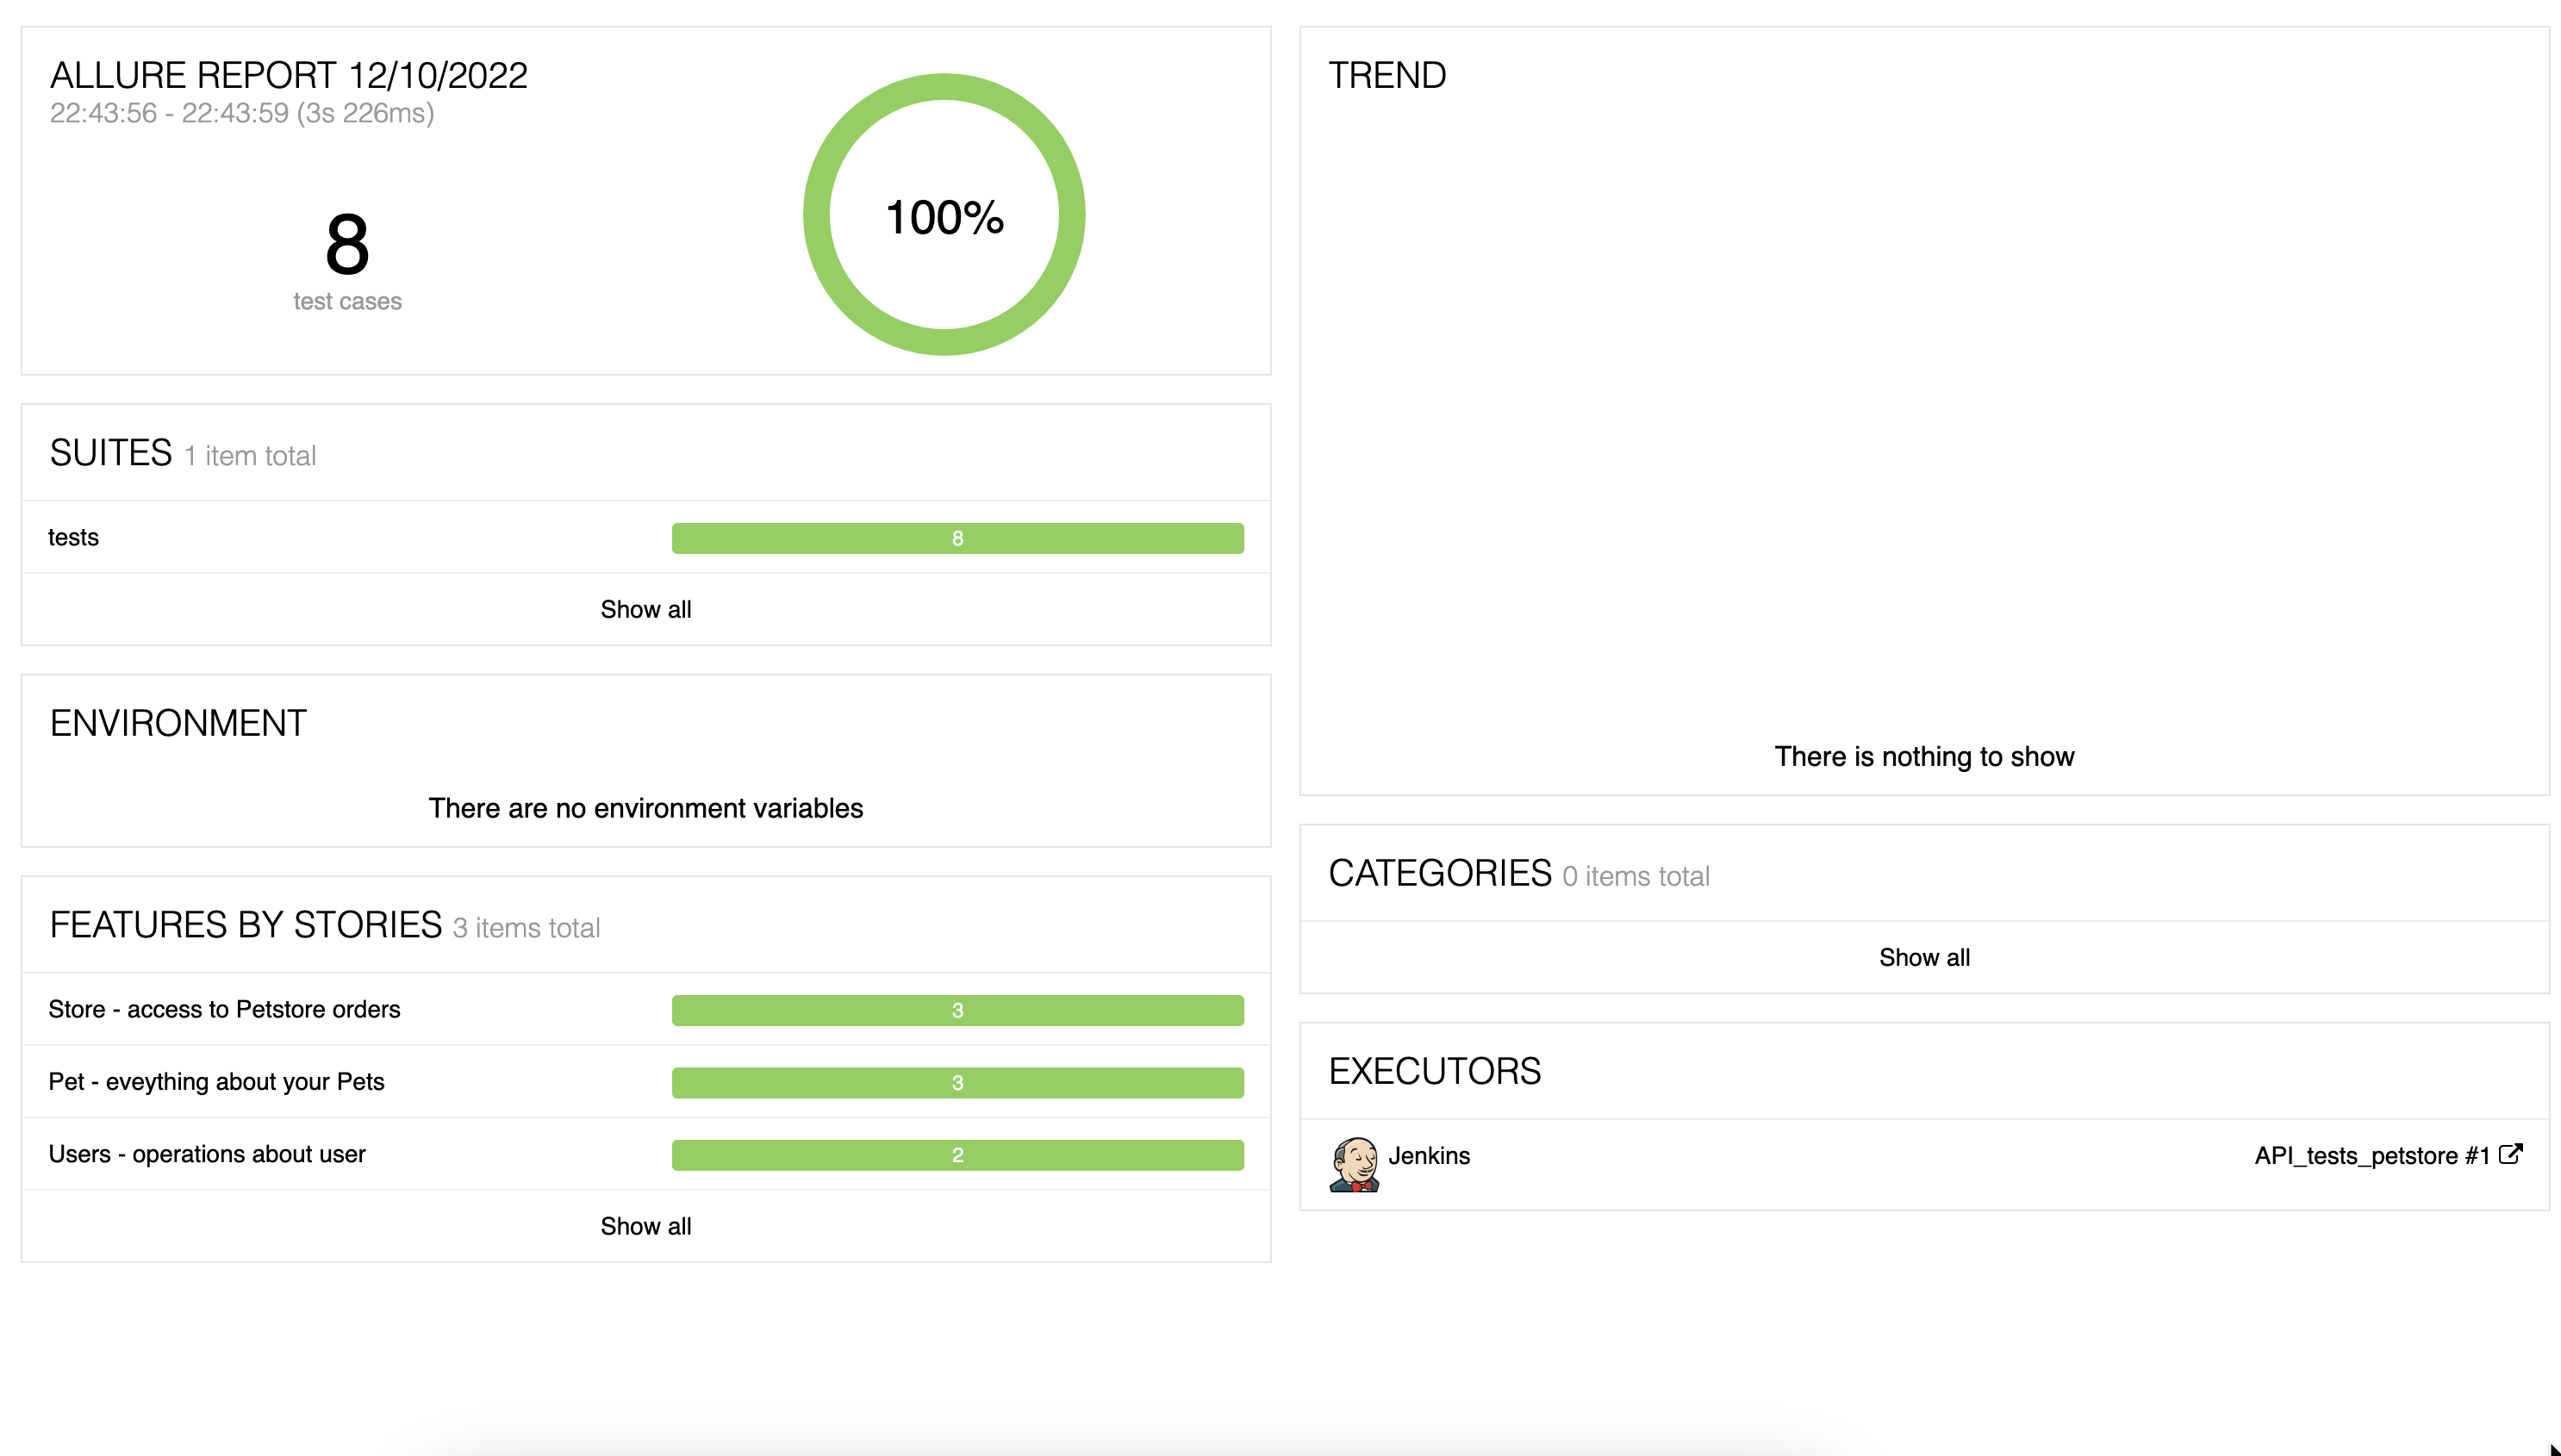 ALLURE REPORT 12/10/2022
22:43:56 - 22:43:59 (3s 226ms)
8
test cases
100%
SUITES 1 item total
tests 8
Show all
ENVIRONMENT
There are no environment variables
FEATURES BY STORIES 3 items total
Store - access to Petstore orders 3
Pet - eveything about your Pets 3
Users - operations about user 2
Show all
TREND
There is nothing to show
CATEGORIES 0 items total
Show all
EXECUTORS
Jenkins API_tests_petstore #1